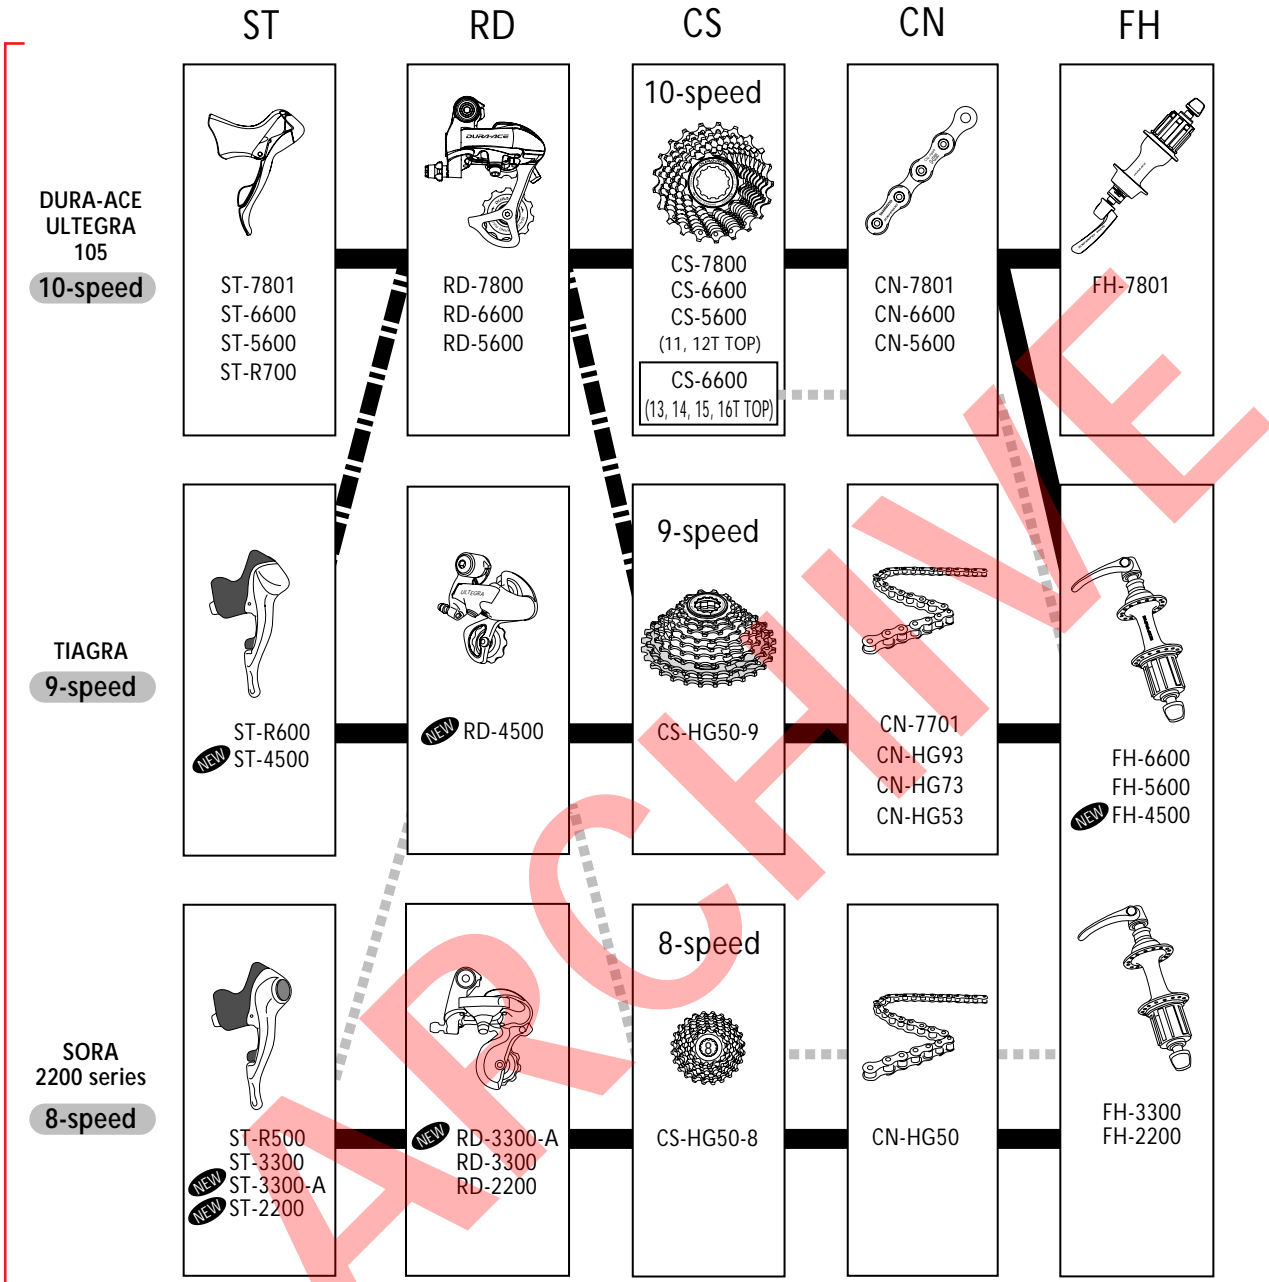 ST RD CS CN FH
DURA-ACE
ULTEGRA
105
10-speed
ST-7801
ST-6600
ST-5600
ST-R700
DURA-ACE
RD-7800
RD-6600
RD-5600
10-speed
CS-7800
CS-6600
CS-5600
(11, 12T TOP)
CS-6600
(13, 14, 15, 16T TOP)
CN-7801
CN-6600
CN-5600
FH-7801
TIAGRA
9-speed
ST-R600
NEW ST-4500
ULTEGRA
NEW RD-4500
9-speed
CS-HG50-9
CN-7701
CN-HG93
CN-HG73
CN-HG53
FH-6600
FH-5600
NEW FH-4500
SORA
2200 series
8-speed
ST-R500
ST-3300
NEW ST-3300-A
NEW ST-2200
NEW RD-3300-A
RD-3300
RD-2200
8-speed
8
CS-HG50-8
CN-HG50
FH-3300
FH-2200
ARCHIVE